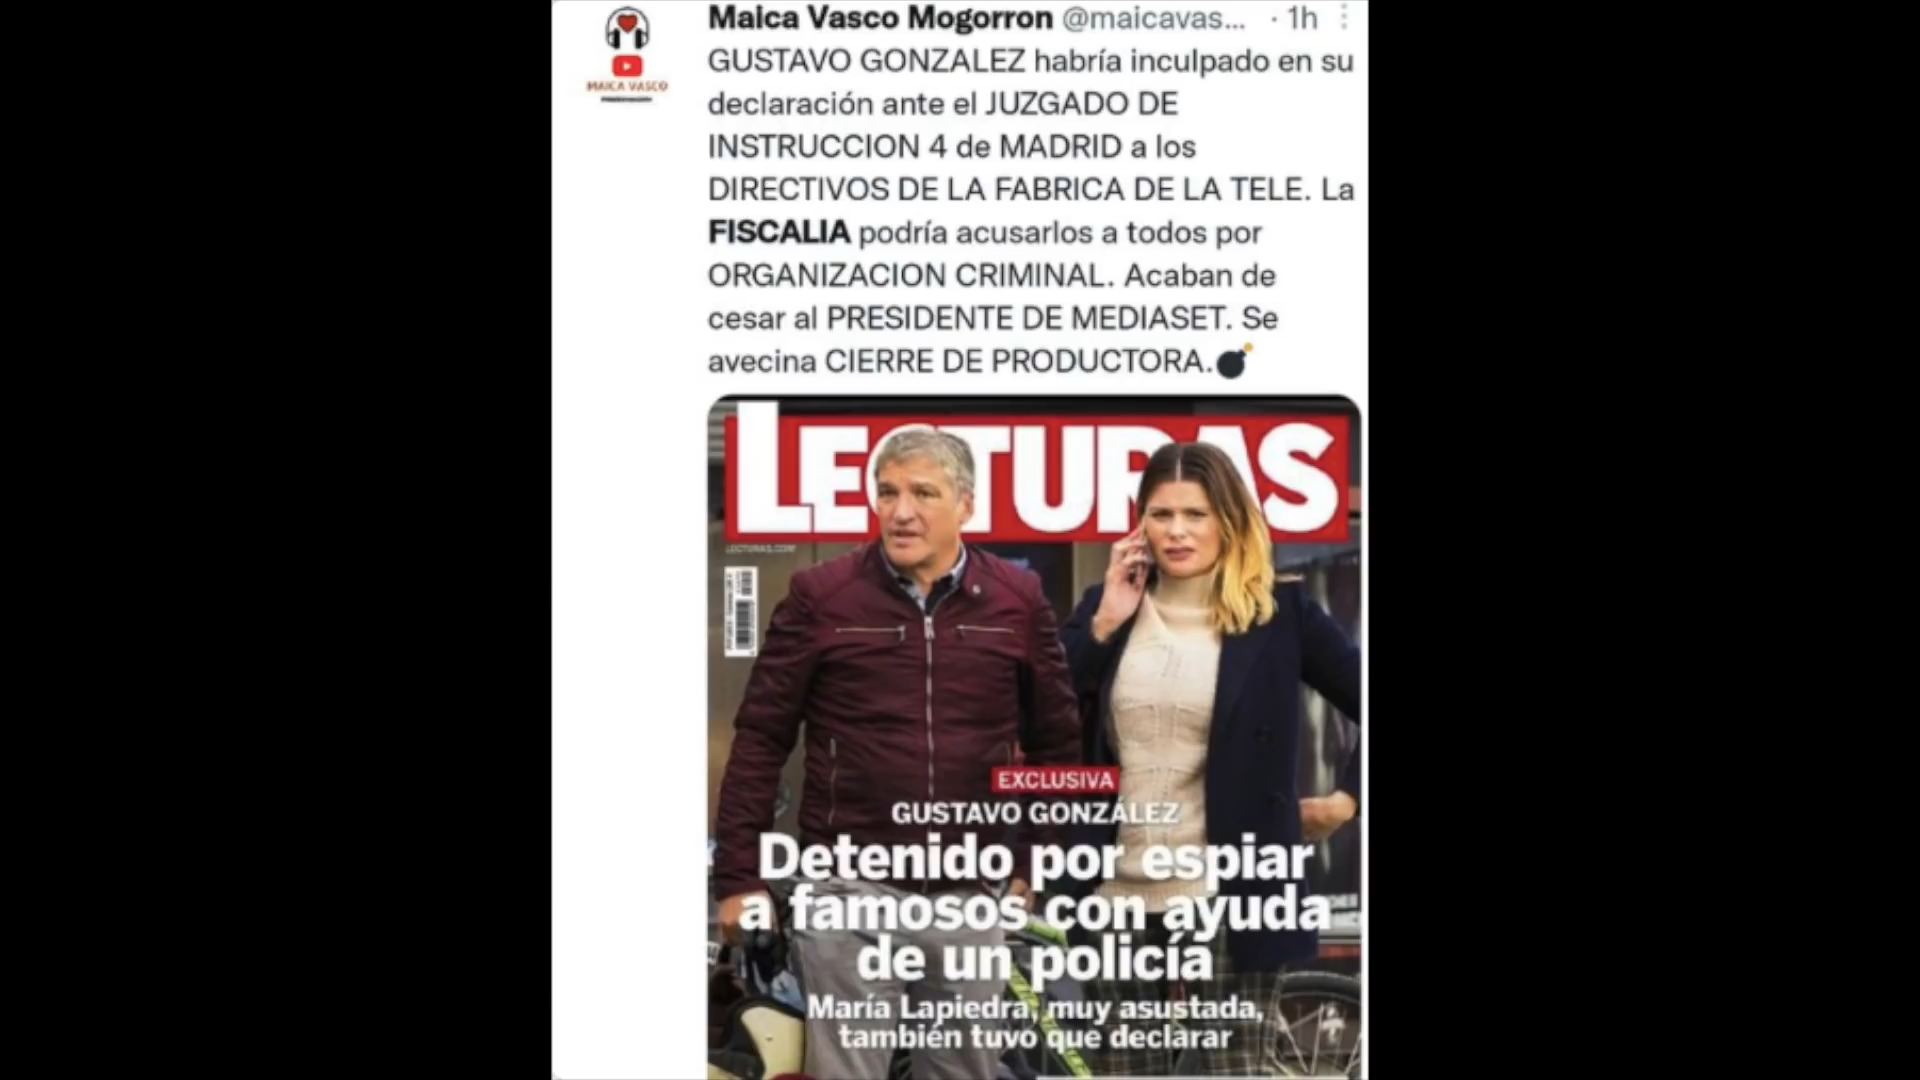 Maica Vasco Mogorron @maicavas... · 1h
GUSTAVO GONZALEZ habría inculpado en su
declaración ante el JUZGADO DE
INSTRUCCION 4 de MADRID a los
DIRECTIVOS DE LA FABRICA DE LA TELE. La
FISCALIA podría acusarlos a todos por
ORGANIZACION CRIMINAL. Acaban de
cesar al PRESIDENTE DE MEDIASET. Se
avecina CIERRE DE PRODUCTORA.💣
MAICA VASCO
LECTURAS
LECTURAS.COM
EXCLUSIVA
GUSTAVO GONZÁLEZ
Detenido por espiar
a famosos con ayuda
de un policía
María Lapiedra, muy asustada,
también tuvo que declarar